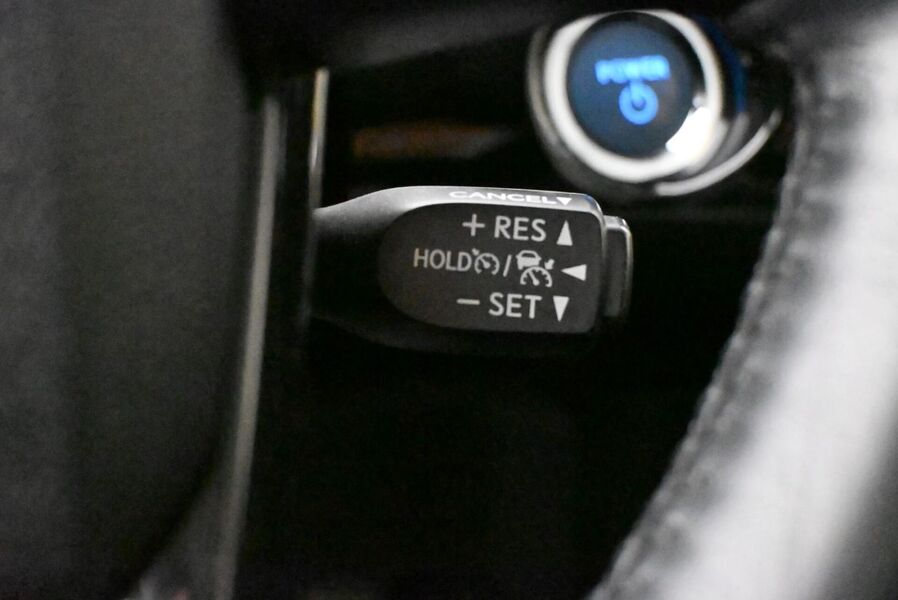 POWER
CANCEL▼
+ RES ▲
HOLD / ◀
− SET ▼